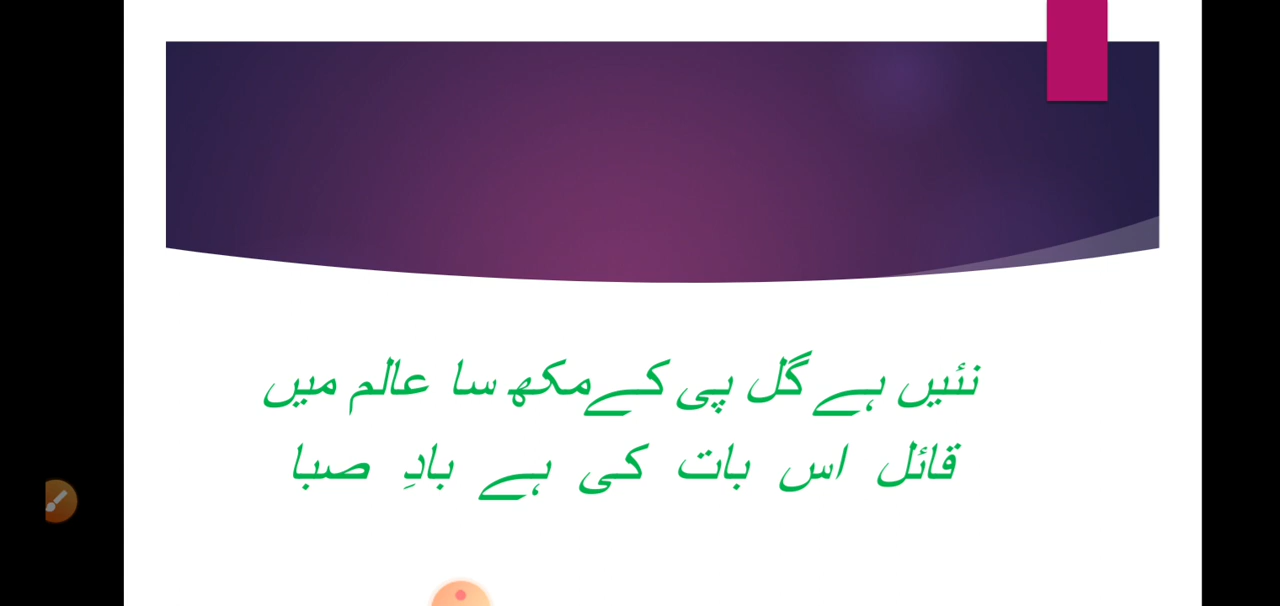 نئیں ہے گل پی کے مکھ سا عالم میں
قائل اس بات کی ہے بادِ صبا